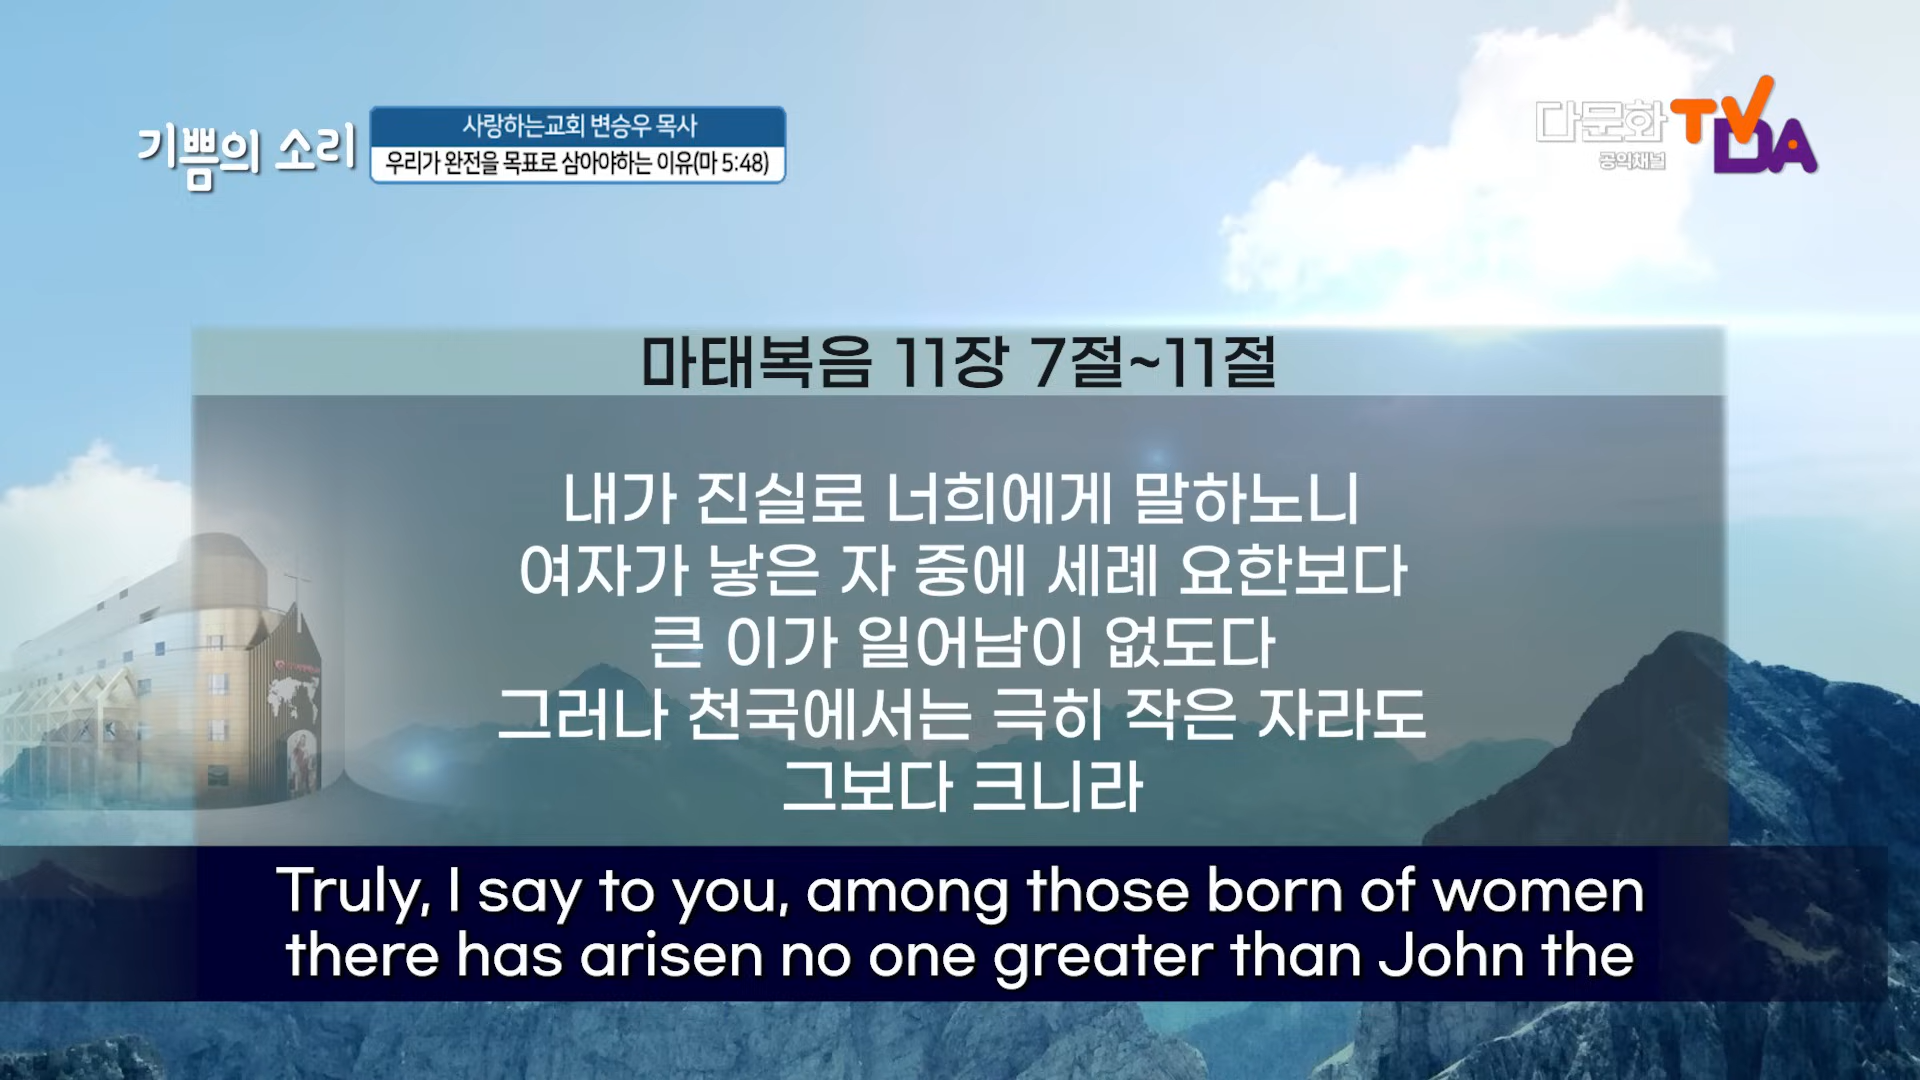 기쁨의 소리
사랑하는교회 변승우 목사
우리가 완전을 목표로 삼아야하는 이유(마 5:48)
다문화 TV
DA
공익채널
마태복음 11장 7절~11절
내가 진실로 너희에게 말하노니
여자가 낳은 자 중에 세례 요한보다
큰 이가 일어남이 없도다
그러나 천국에서는 극히 작은 자라도
그보다 크니라
Truly, I say to you, among those born of women
there has arisen no one greater than John the